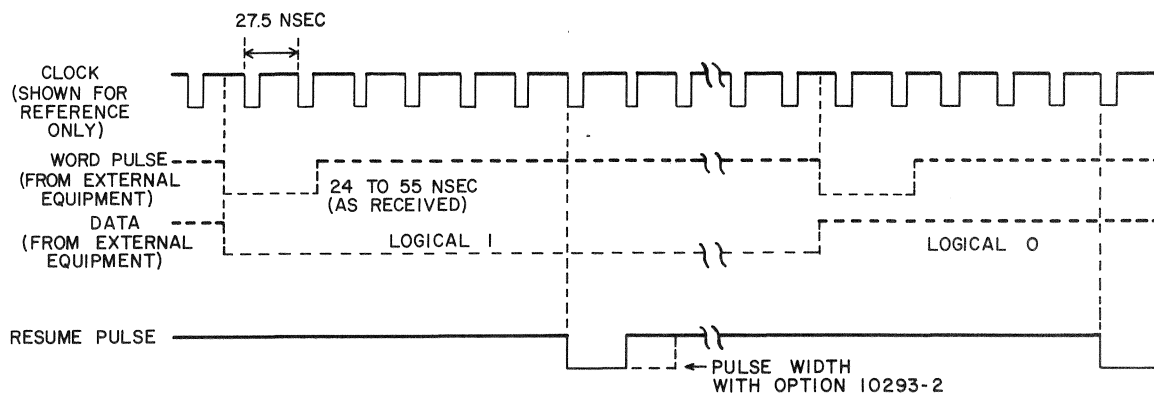 27.5 NSEC
CLOCK
(SHOWN FOR
REFERENCE
ONLY)
WORD PULSE
(FROM EXTERNAL
EQUIPMENT)
24 TO 55 NSEC
(AS RECEIVED)
DATA
(FROM EXTERNAL
EQUIPMENT)
LOGICAL 1
LOGICAL 0
RESUME PULSE
PULSE WIDTH
WITH OPTION 10293-2